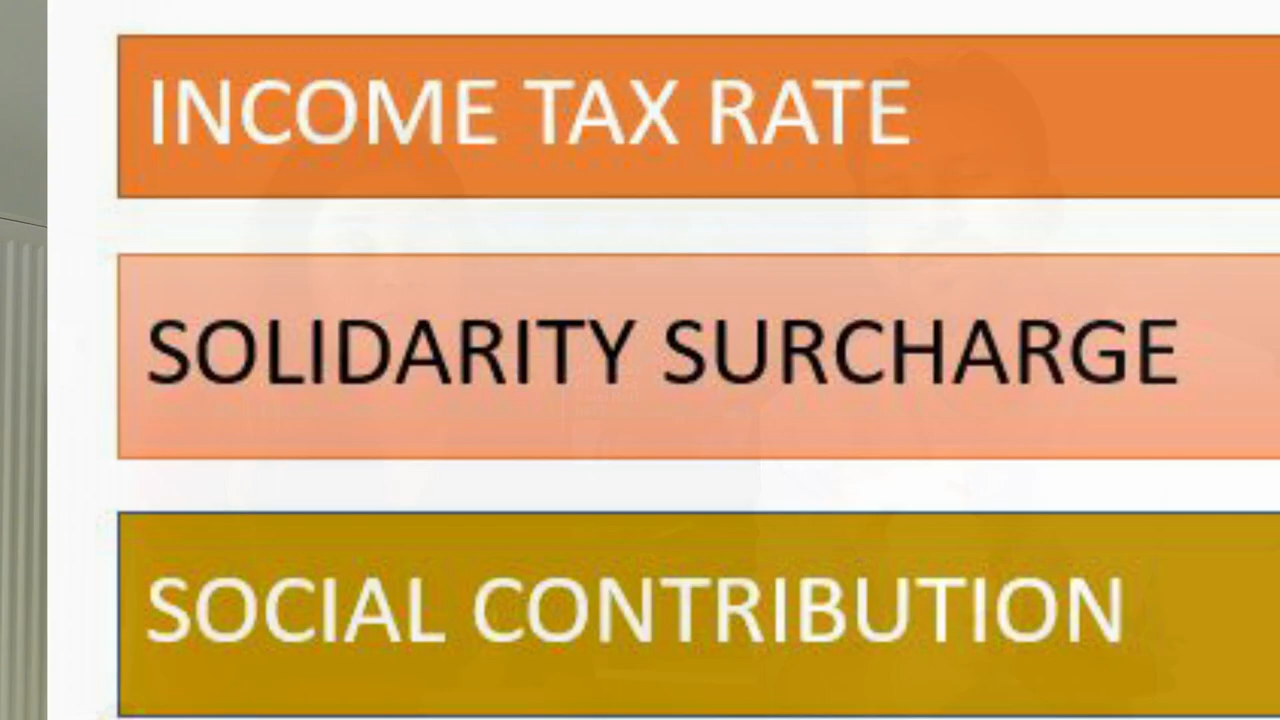 INCOME TAX RATE
SOLIDARITY SURCHARGE
SOCIAL CONTRIBUTION